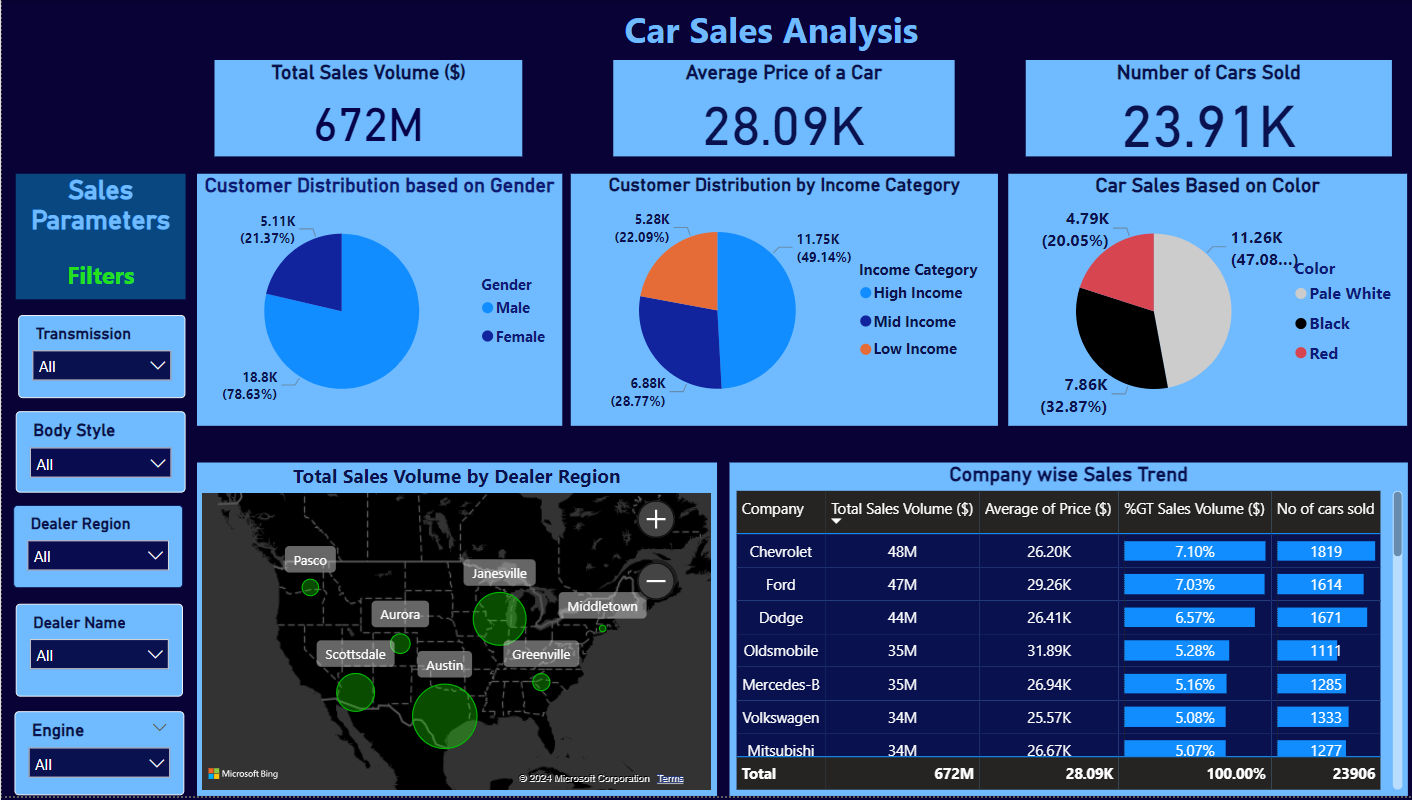 Car Sales Analysis
Total Sales Volume ($)
672M
Average Price of a Car
28.09K
Number of Cars Sold
23.91K
Sales
Parameters
Filters
Transmission
All
Body Style
All
Dealer Region
All
Dealer Name
All
Engine
All
Customer Distribution based on Gender
5.11K
(21.37%)
18.8K
(78.63%)
Gender
Male
Female
Customer Distribution by Income Category
5.28K
(22.09%)
11.75K
(49.14%)
6.88K
(28.77%)
Income Category
High Income
Mid Income
Low Income
Car Sales Based on Color
4.79K
(20.05%)
11.26K
(47.08...)
7.86K
(32.87%)
Color
Pale White
Black
Red
Total Sales Volume by Dealer Region
Pasco
Janesville
Aurora
Middletown
Scottsdale
Austin
Greenville
Microsoft Bing
© 2024 Microsoft Corporation Terms
Company wise Sales Trend
Company Total Sales Volume ($) Average of Price ($) %GT Sales Volume ($) No of cars sold
Chevrolet 48M 26.20K 7.10% 1819
Ford 47M 29.26K 7.03% 1614
Dodge 44M 26.41K 6.57% 1671
Oldsmobile 35M 31.89K 5.28% 1111
Mercedes-B 35M 26.94K 5.16% 1285
Volkswagen 34M 25.57K 5.08% 1333
Mitsubishi 34M 26.67K 5.07% 1277
Total 672M 28.09K 100.00% 23906